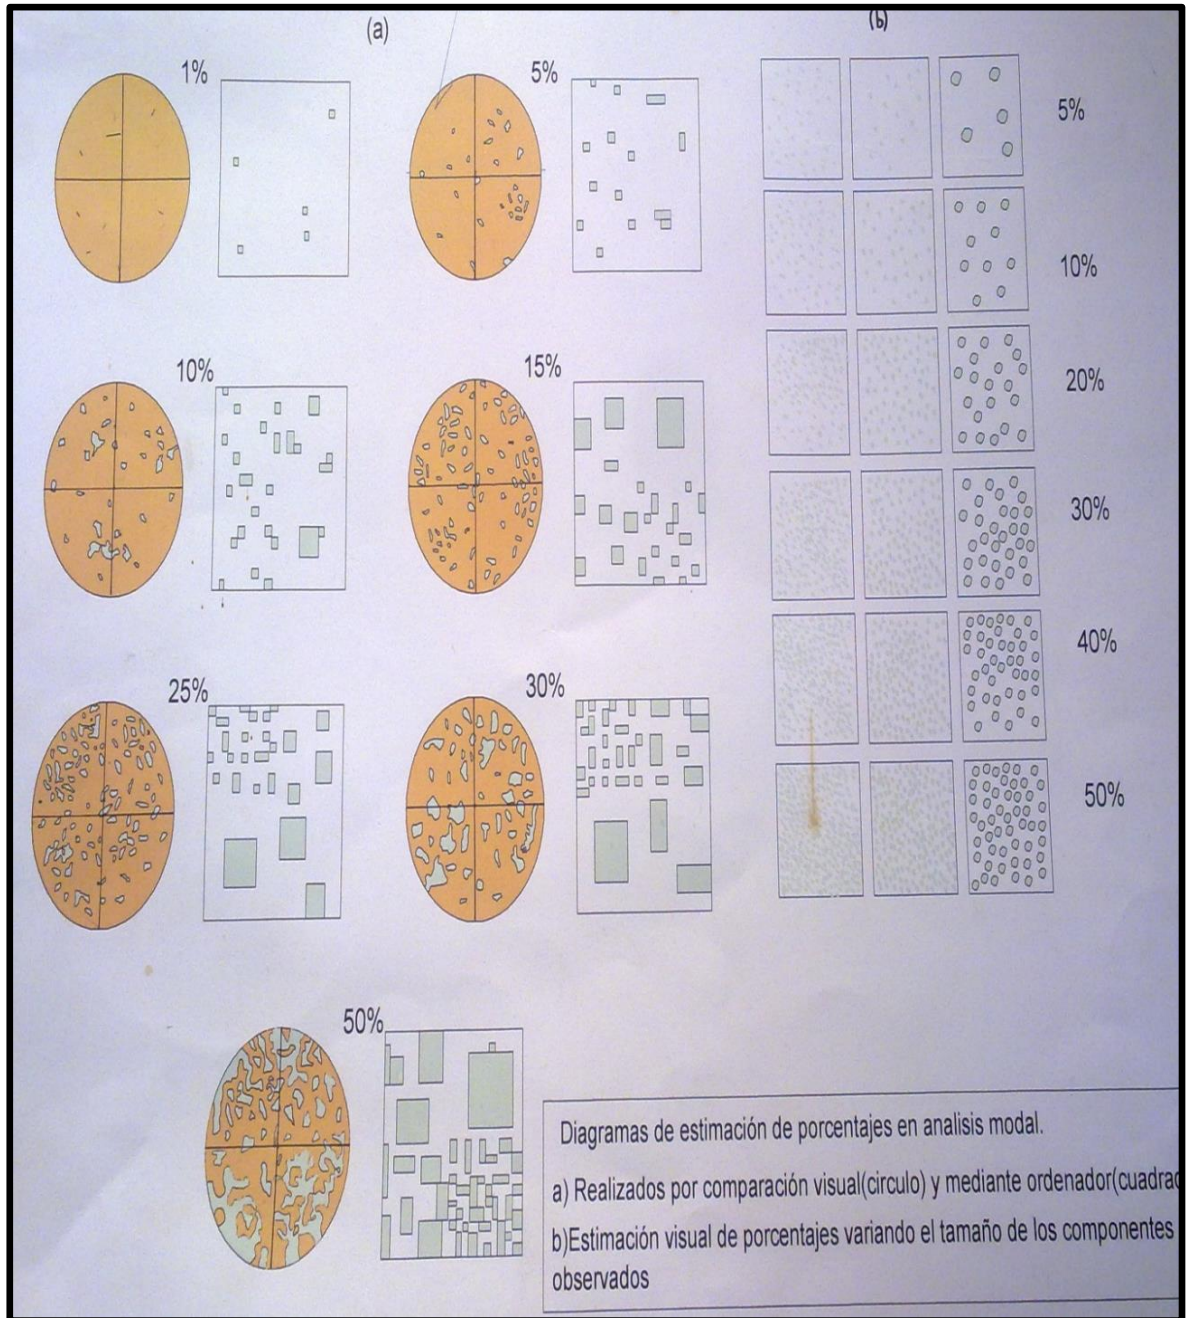 (a)
(b)
1%
5%
10%
15%
25%
30%
50%
5%
10%
20%
30%
40%
50%
Diagramas de estimación de porcentajes en analisis modal.
a) Realizados por comparación visual(circulo) y mediante ordenador(cuadrad
b)Estimación visual de porcentajes variando el tamaño de los componentes
observados